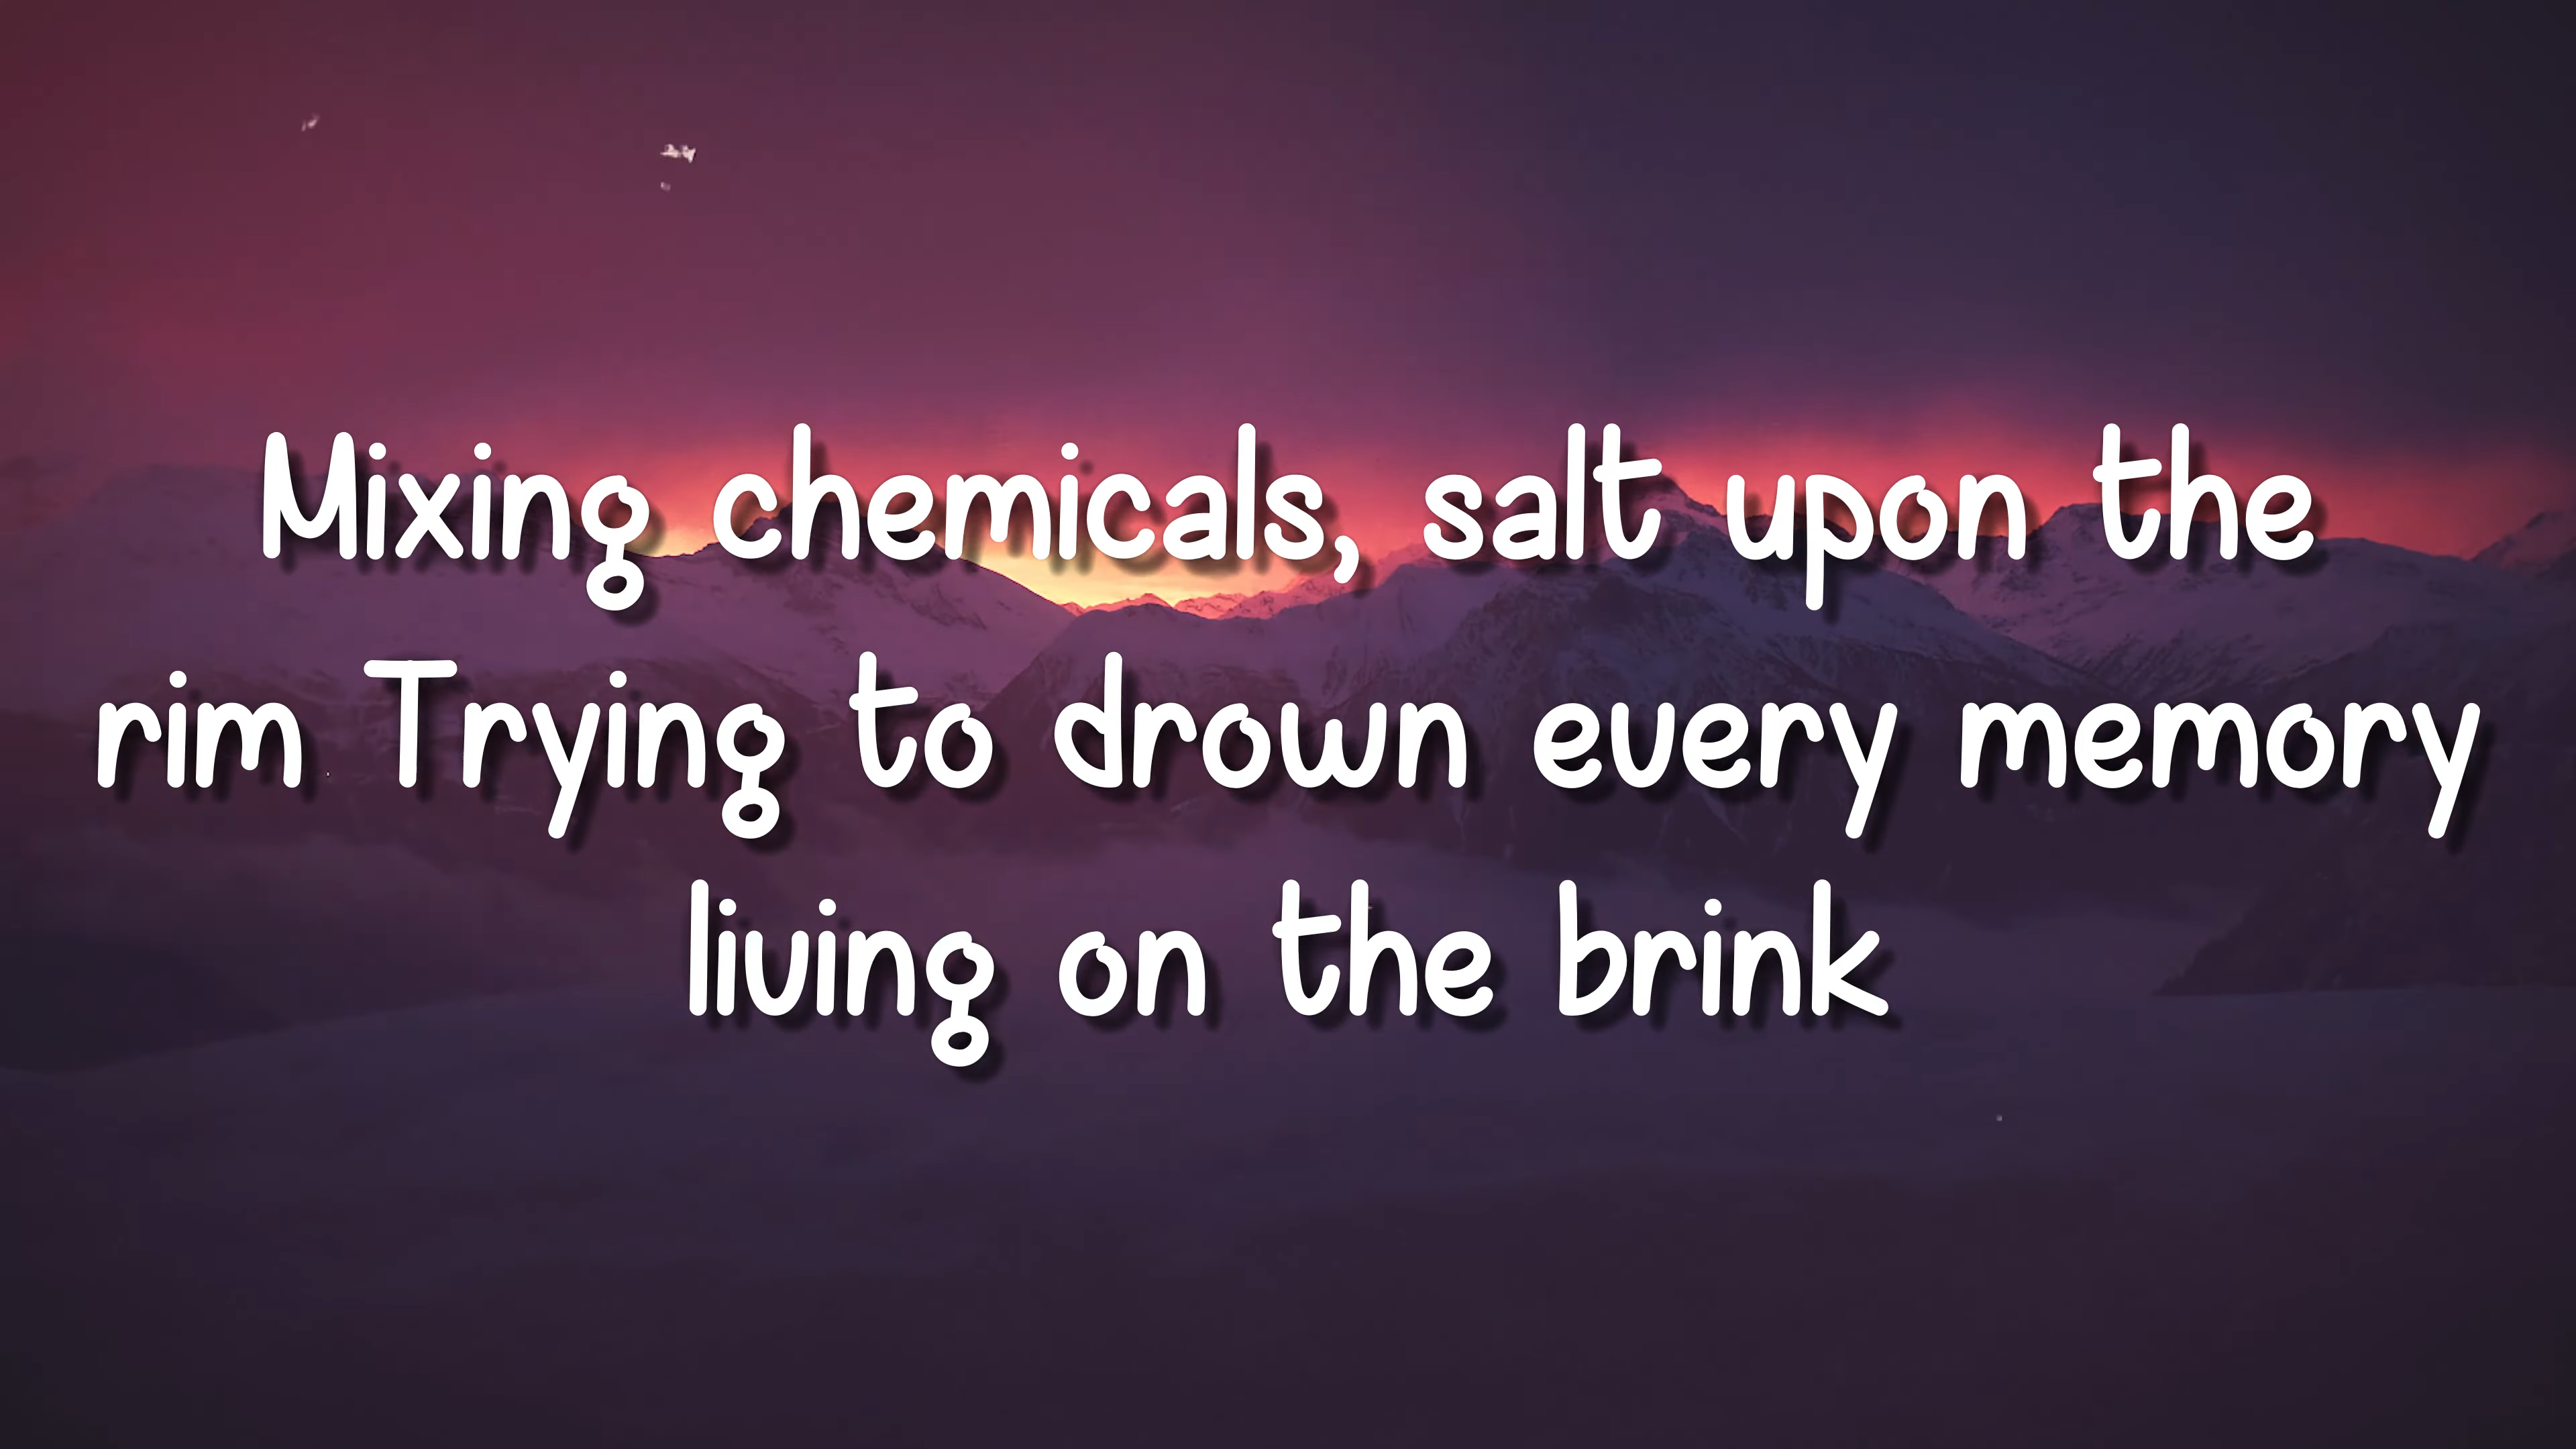 Mixing chemicals, salt upon the
rim Trying to drown every memory
living on the brink